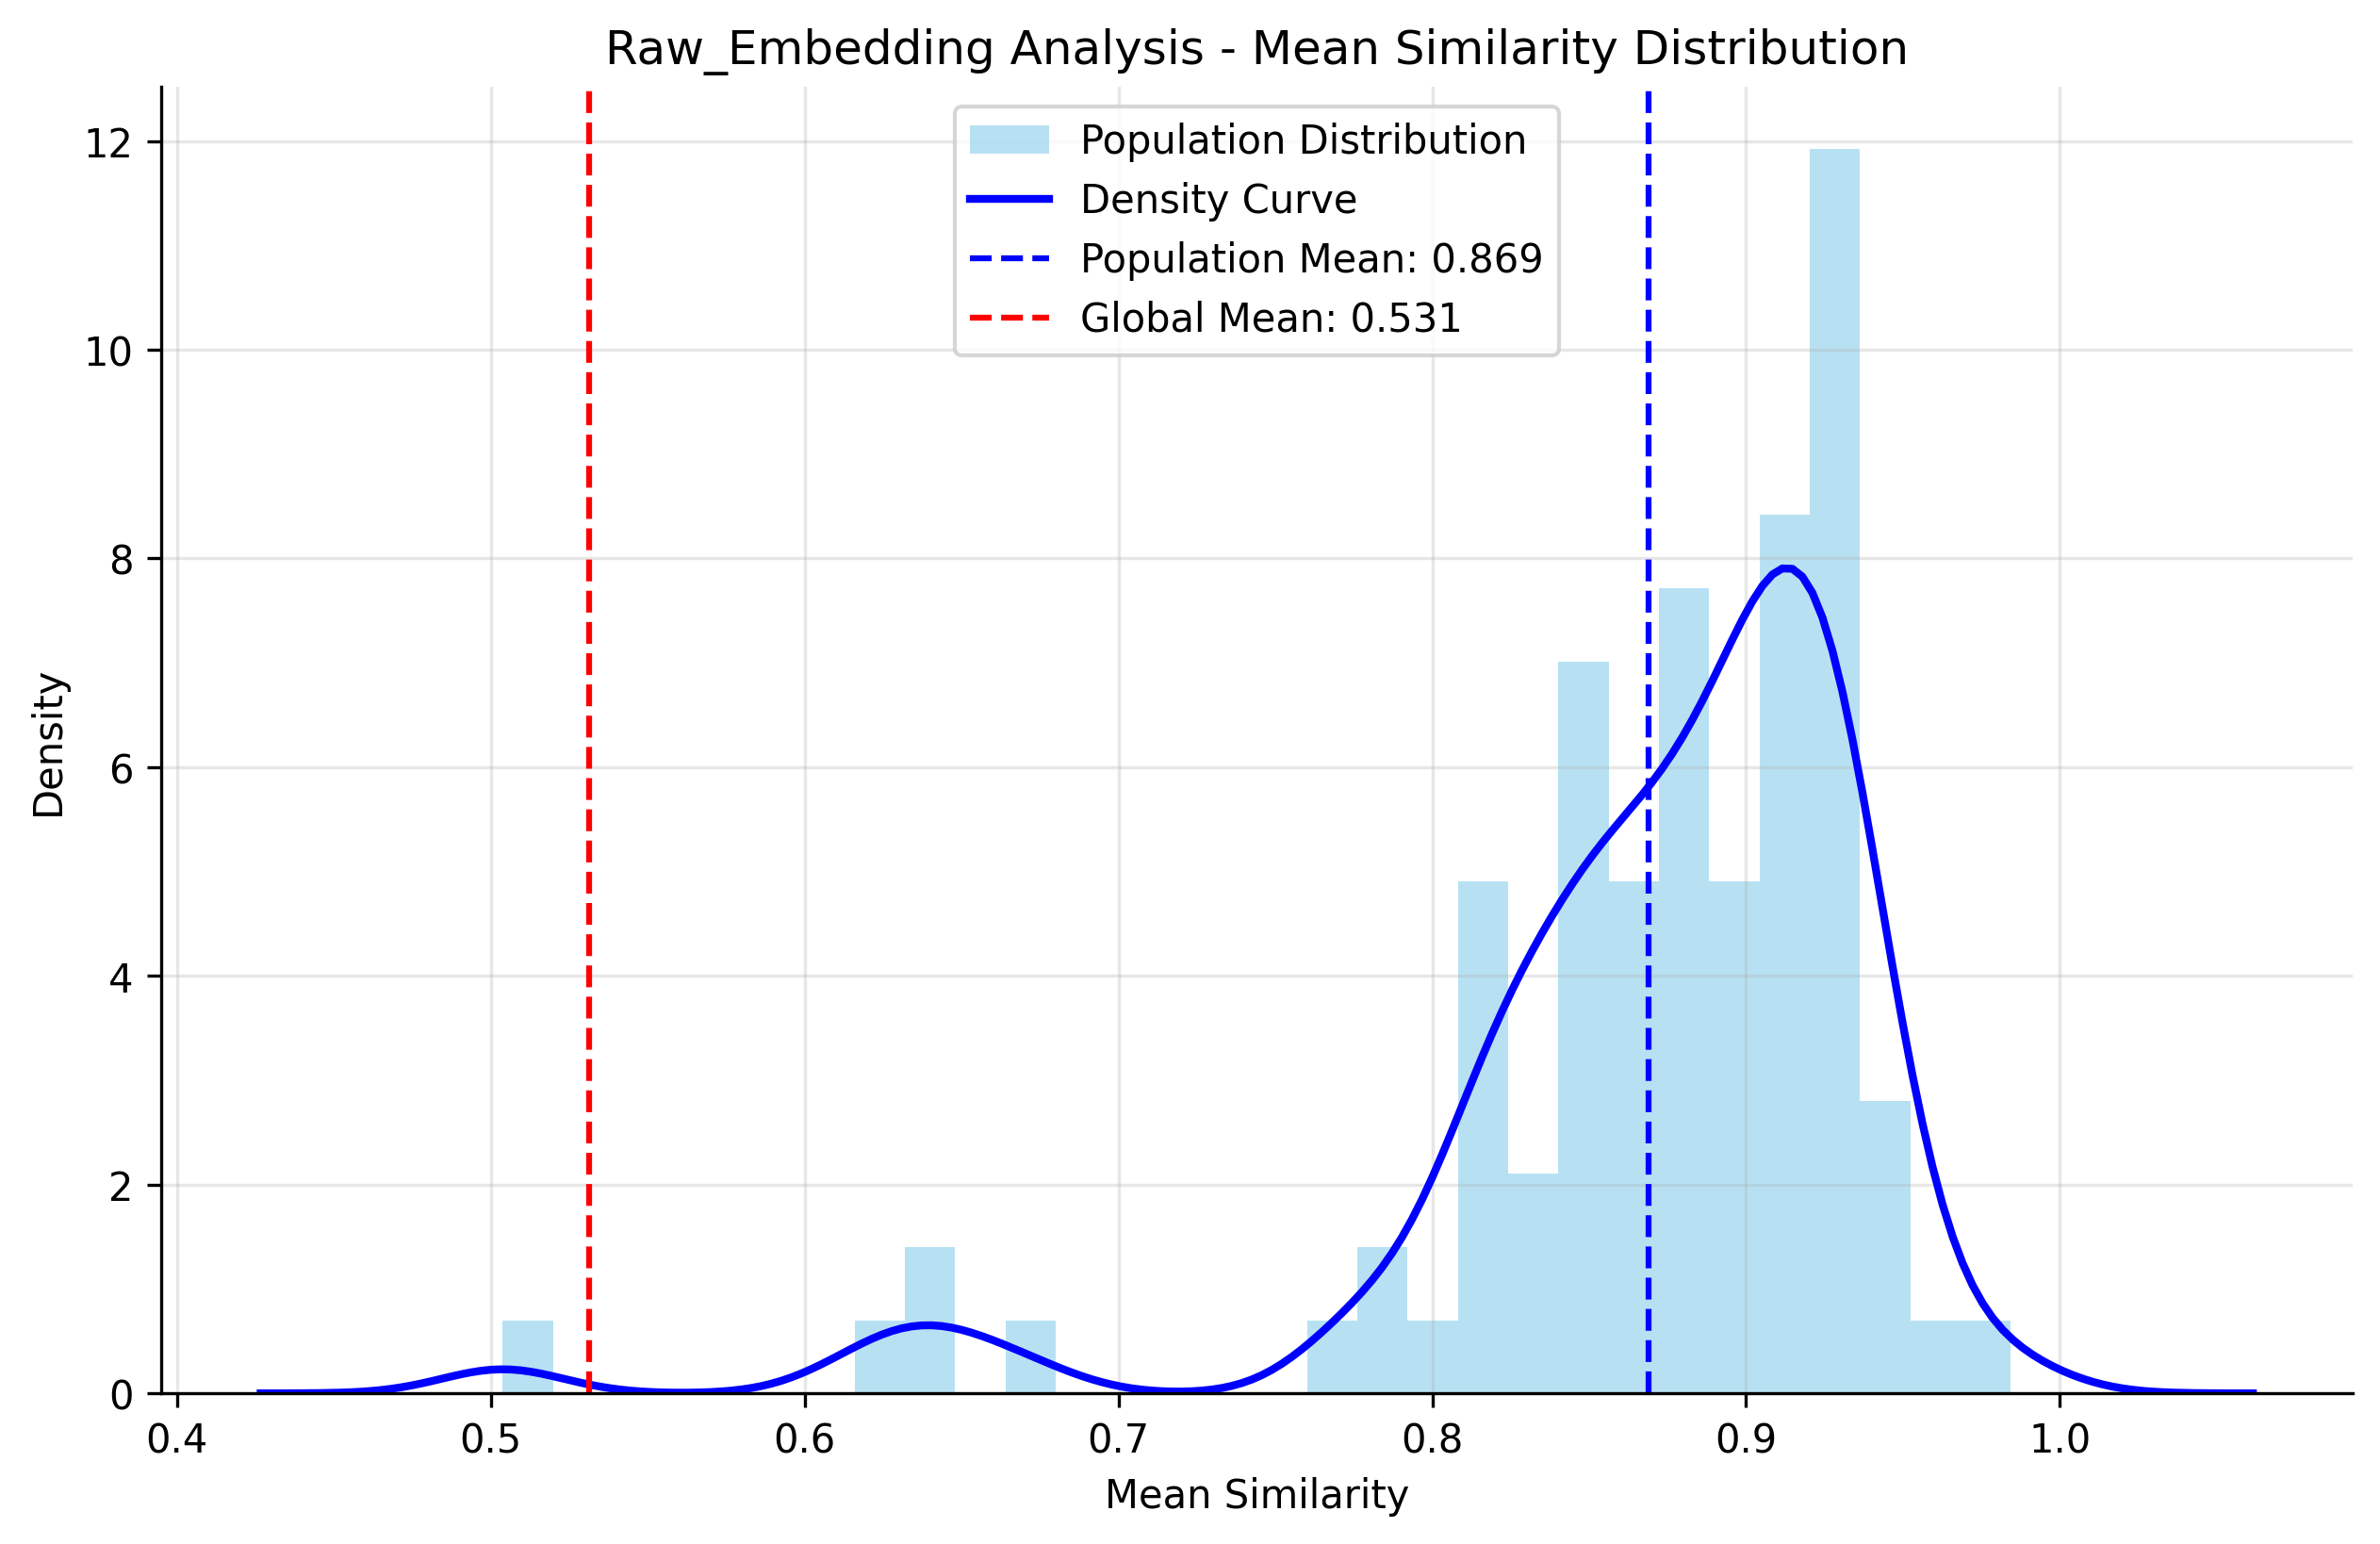 Raw_Embedding Analysis - Mean Similarity Distribution
Population Distribution
Density Curve
Population Mean: 0.869
Global Mean: 0.531
12
10
8
6
4
2
0
Density
0.4 0.5 0.6 0.7 0.8 0.9 1.0
Mean Similarity